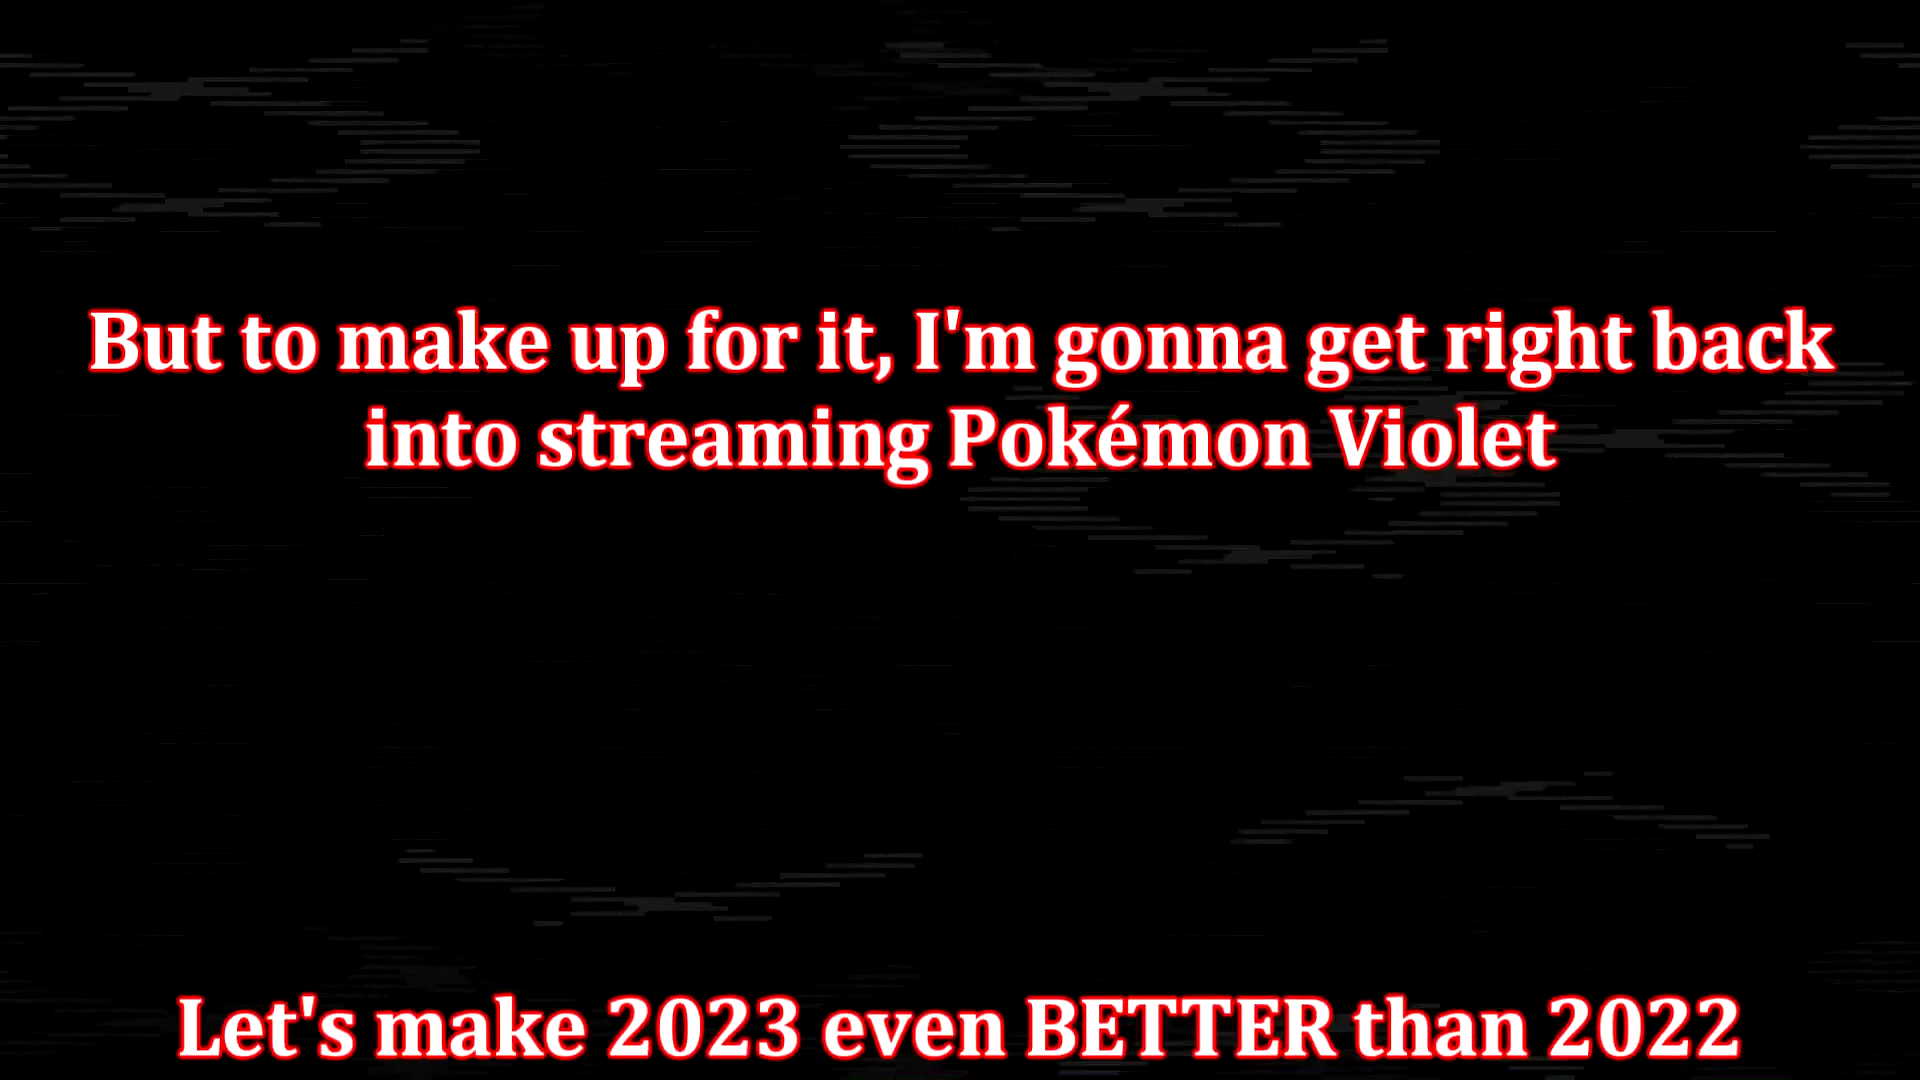 But to make up for it, I'm gonna get right back
into streaming Pokémon Violet
Let's make 2023 even BETTER than 2022